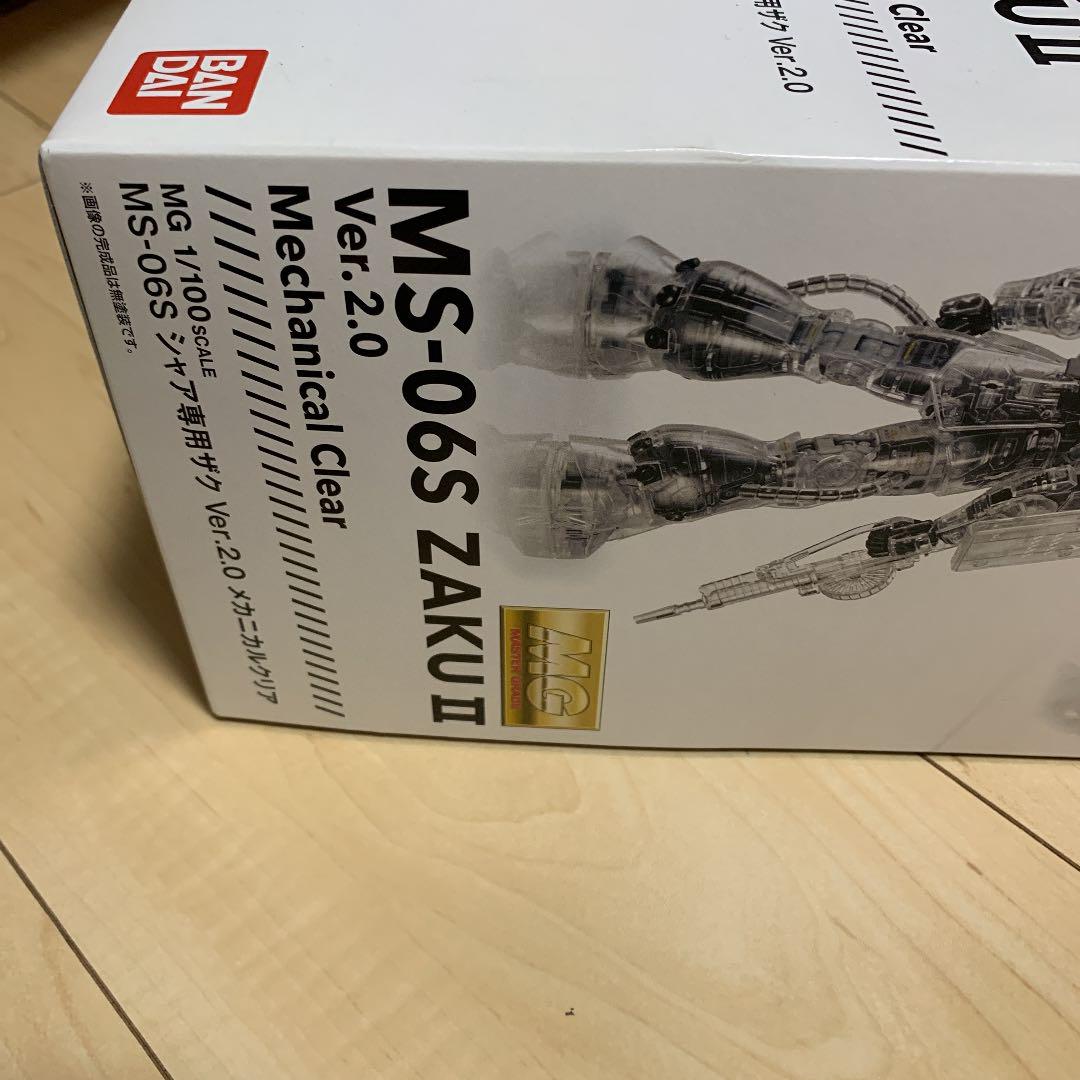 BAN
DAI
U II
Clear
用ザク Ver.2.0
MS-06S ZAKU II
Ver. 2.0
Mechanical Clear
MG 1/100 SCALE
MS-06S シャア専用ザク Ver.2.0 メカニカルクリア
※画像の完成品は無塗装です。
MG
MASTER GRADE